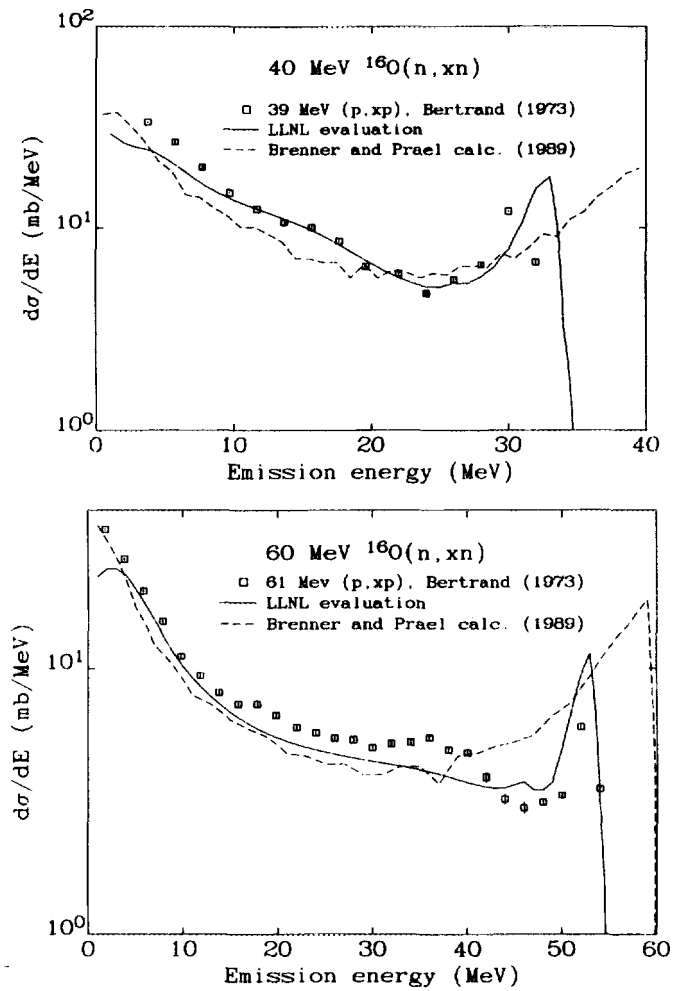 10²
40 MeV ¹⁶O(n,xn)
39 MeV (p,xp), Bertrand (1973)
LLNL evaluation
Brenner and Prael calc. (1989)
10¹
dσ/dE (mb/MeV)
10⁰
0 10 20 30 40
Emission energy (MeV)
60 MeV ¹⁶O(n,xn)
61 Mev (p,xp), Bertrand (1973)
LLNL evaluation
Brenner and Prael calc. (1989)
10¹
dσ/dE (mb/MeV)
10⁰
0 10 20 30 40 50 60
Emission energy (MeV)